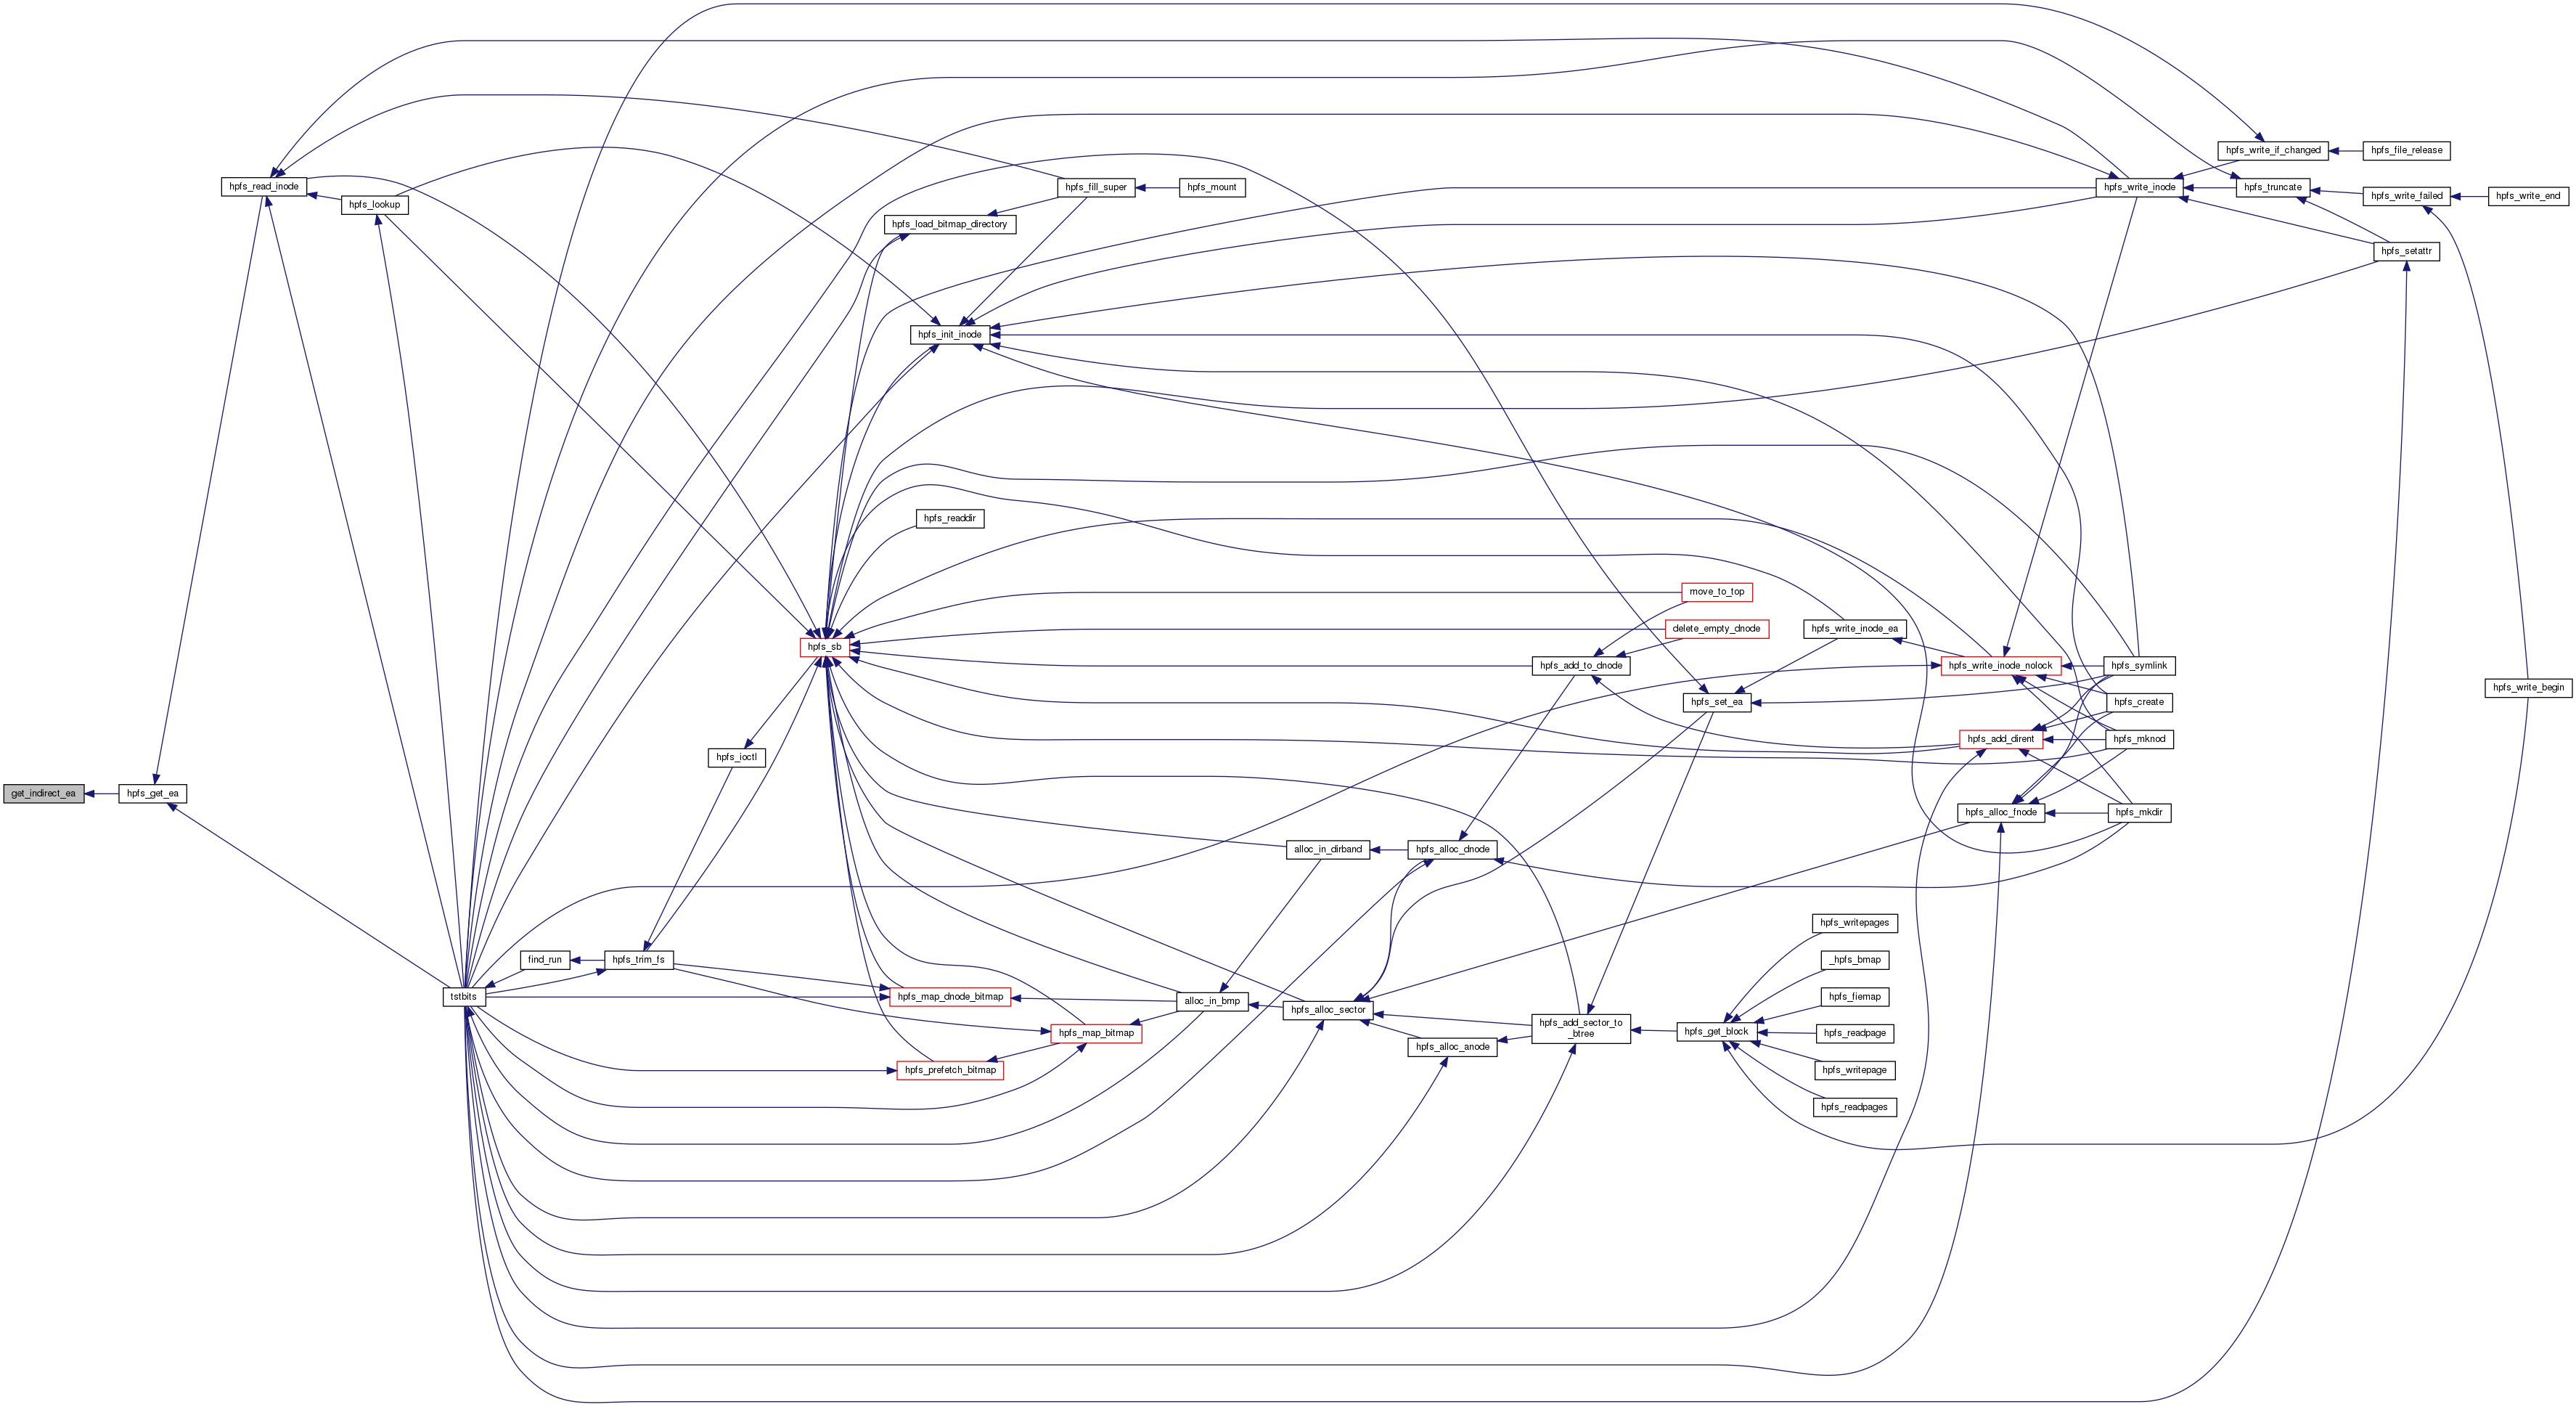 get_indirect_ea
hpfs_get_ea
hpfs_read_inode
hpfs_lookup
tstbits
find_run
hpfs_trim_fs
hpfs_ioctl
hpfs_sb
hpfs_load_bitmap_directory
hpfs_init_inode
hpfs_readdir
hpfs_map_dnode_bitmap
hpfs_prefetch_bitmap
hpfs_fill_super
hpfs_map_bitmap
hpfs_mount
alloc_in_bmp
alloc_in_dirband
hpfs_alloc_sector
hpfs_alloc_dnode
hpfs_alloc_anode
hpfs_add_to_dnode
hpfs_add_sector_to
_btree
move_to_top
delete_empty_dnode
hpfs_set_ea
hpfs_get_block
hpfs_write_inode_ea
hpfs_writepages
_hpfs_bmap
hpfs_fiemap
hpfs_readpage
hpfs_writepage
hpfs_readpages
hpfs_write_inode_nolock
hpfs_add_dirent
hpfs_alloc_fnode
hpfs_write_inode
hpfs_symlink
hpfs_create
hpfs_mknod
hpfs_mkdir
hpfs_write_if_changed
hpfs_truncate
hpfs_file_release
hpfs_write_failed
hpfs_setattr
hpfs_write_end
hpfs_write_begin